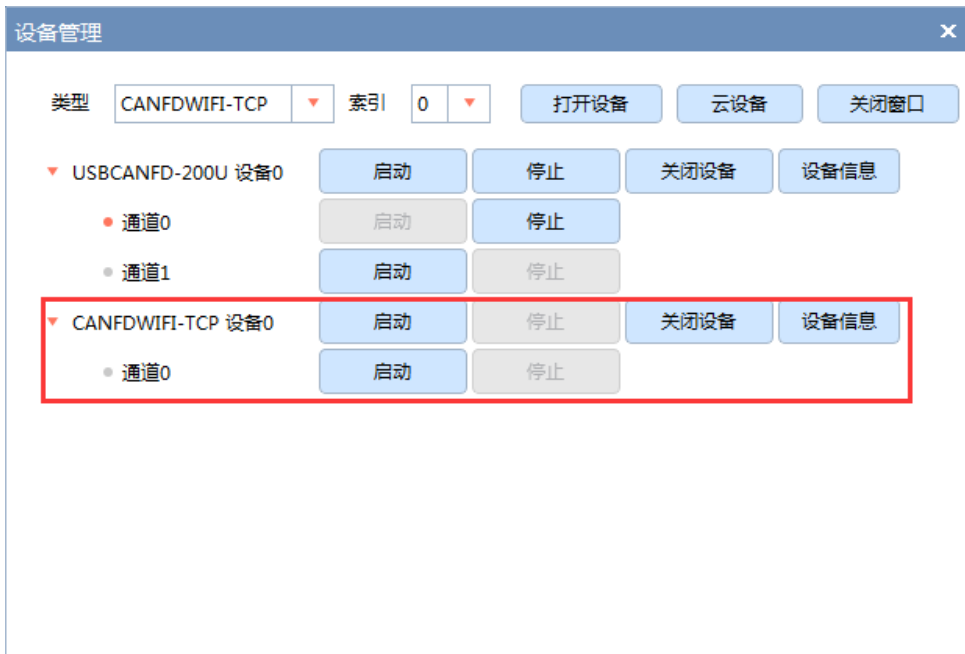 设备管理
类型 CANFDWIFI-TCP 索引 0 打开设备 云设备 关闭窗口
USBCANFD-200U 设备0 启动 停止 关闭设备 设备信息
通道0 启动 停止
通道1 启动 停止
CANFDWIFI-TCP 设备0 启动 停止 关闭设备 设备信息
通道0 启动 停止